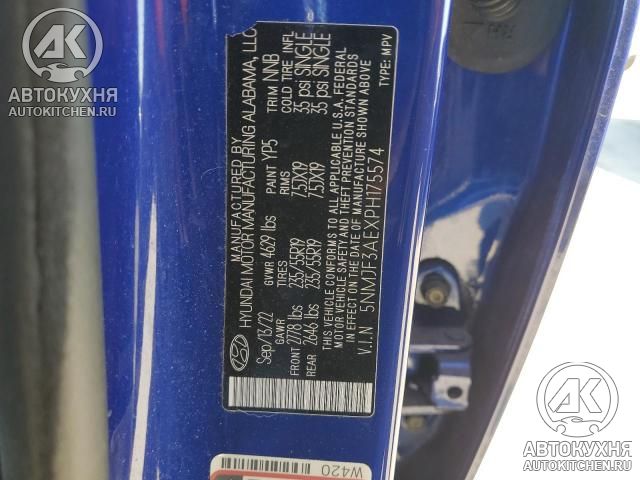 MANUFACTURED BY
HYUNDAI MOTOR MANUFACTURING ALABAMA, LLC
Sep/13/22 GVWR 4629 lbs PAINT YP5 TRIM NNB
GAWR TIRES RIMS COLD TIRE INFL
FRONT 2778 lbs 235/55R19 7.5JX19 35 psi SINGLE
REAR 2646 lbs 235/55R19 7.5JX19 35 psi SINGLE
THIS VEHICLE CONFORMS TO ALL APPLICABLE U.S.A. FEDERAL
MOTOR VEHICLE SAFETY AND THEFT PREVENTION STANDARDS
IN EFFECT ON THE DATE OF MANUFACTURE SHOWN ABOVE
V.I.N 5NMJF3AEXPH175574 TYPE: MPV
W420
АК
АВТОКУХНЯ
AUTOKITCHEN.RU
АК
АВТОКУХНЯ
AUTOKITCHEN.RU